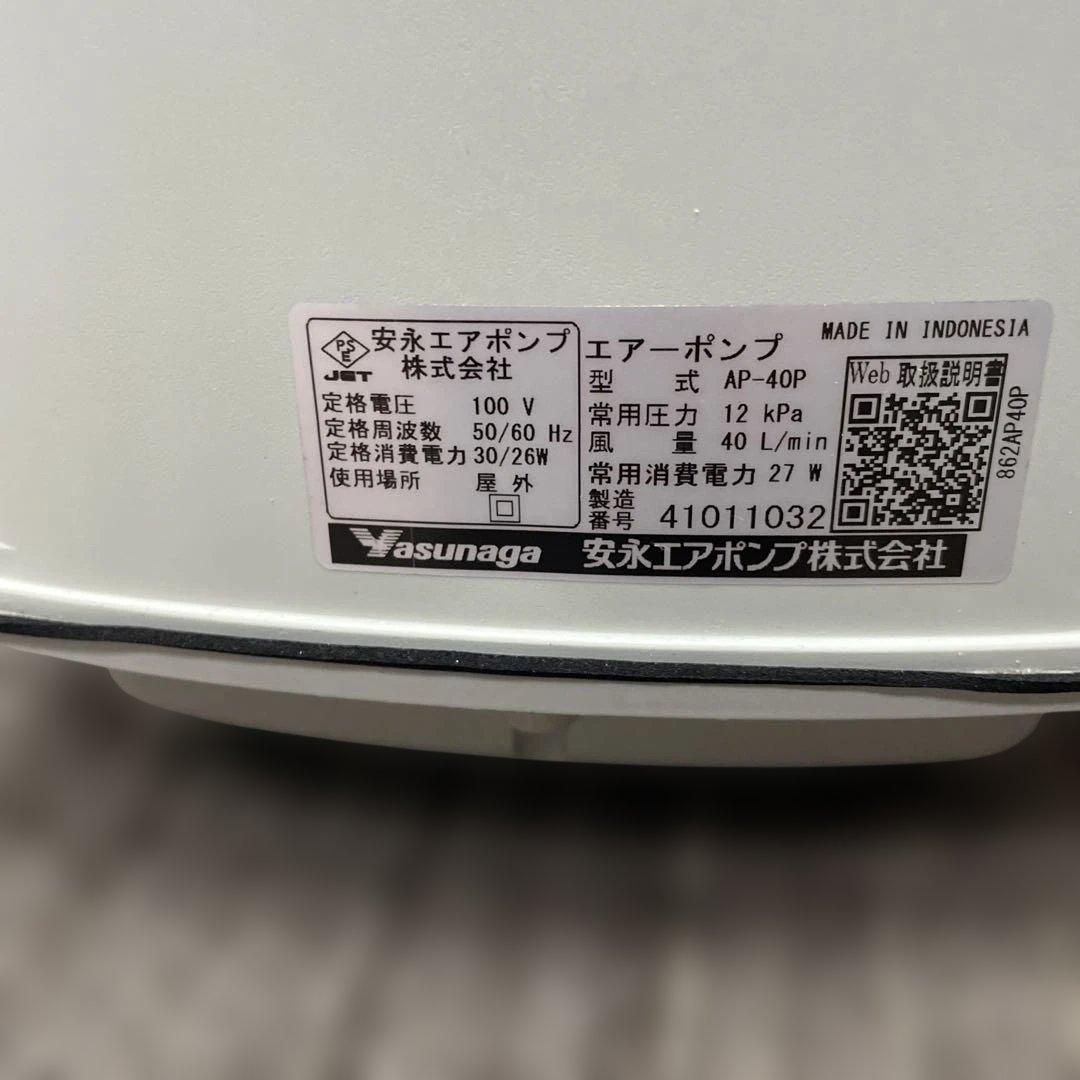 PSE
JET
安永エアポンプ
株式会社
定格電圧 100 V
定格周波数 50/60 Hz
定格消費電力 30/26W
使用場所 屋外
エアーポンプ
MADE IN INDONESIA
型式 AP-40P
常用圧力 12 kPa
風量 40 L/min
常用消費電力 27 W
製造
番号 41011032
Web 取扱説明書
862AP40P
Yasunaga 安永エアポンプ株式会社